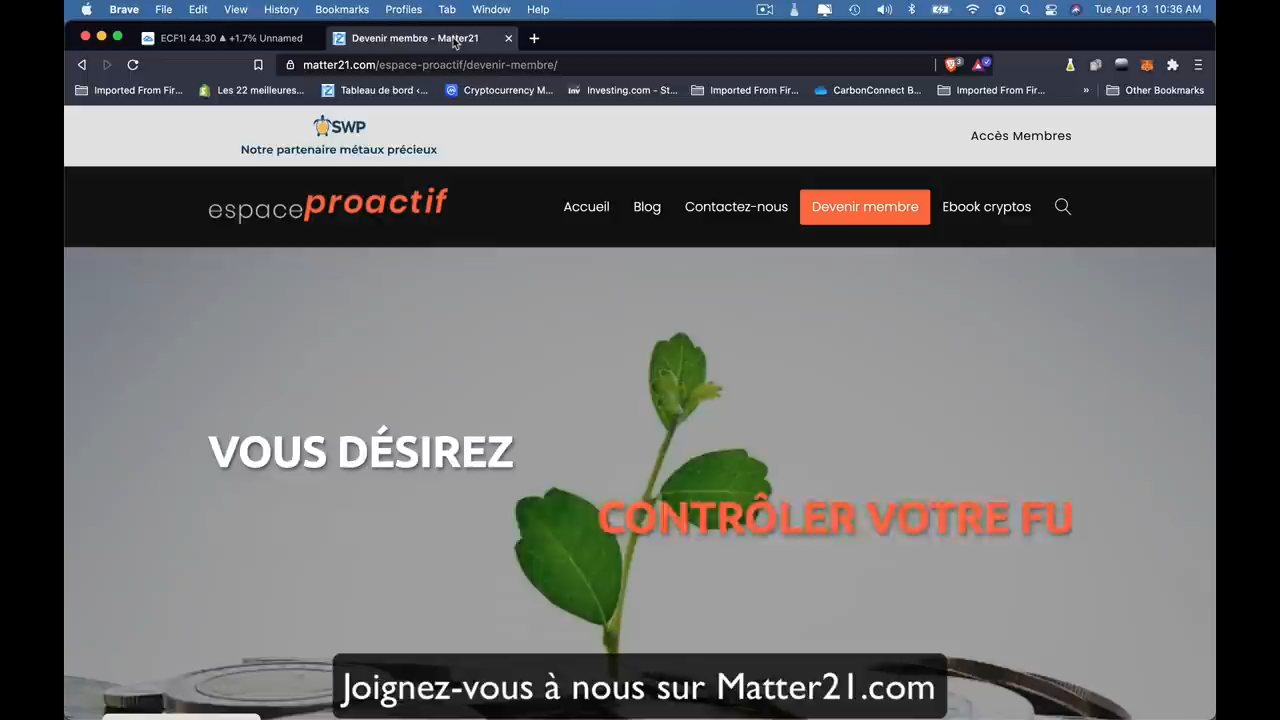 Brave File Edit View History Bookmarks Profiles Tab Window Help Tue Apr 13 10:36 AM
ECF1! 44.30 ▲ +1.7% Unnamed Devenir membre - Matter21
matter21.com/espace-proactif/devenir-membre/ 3
Imported From Fir... Les 22 meilleures... Tableau de bord ‹... Cryptocurrency M... inv Investing.com - St... Imported From Fir... CarbonConnect B... Imported From Fir... » Other Bookmarks
SWP
Notre partenaire métaux précieux
Accès Membres
espaceproactif
Accueil Blog Contactez-nous Devenir membre Ebook cryptos
VOUS DÉSIREZ
CONTRÔLER VOTRE FU
Joignez-vous à nous sur Matter21.com